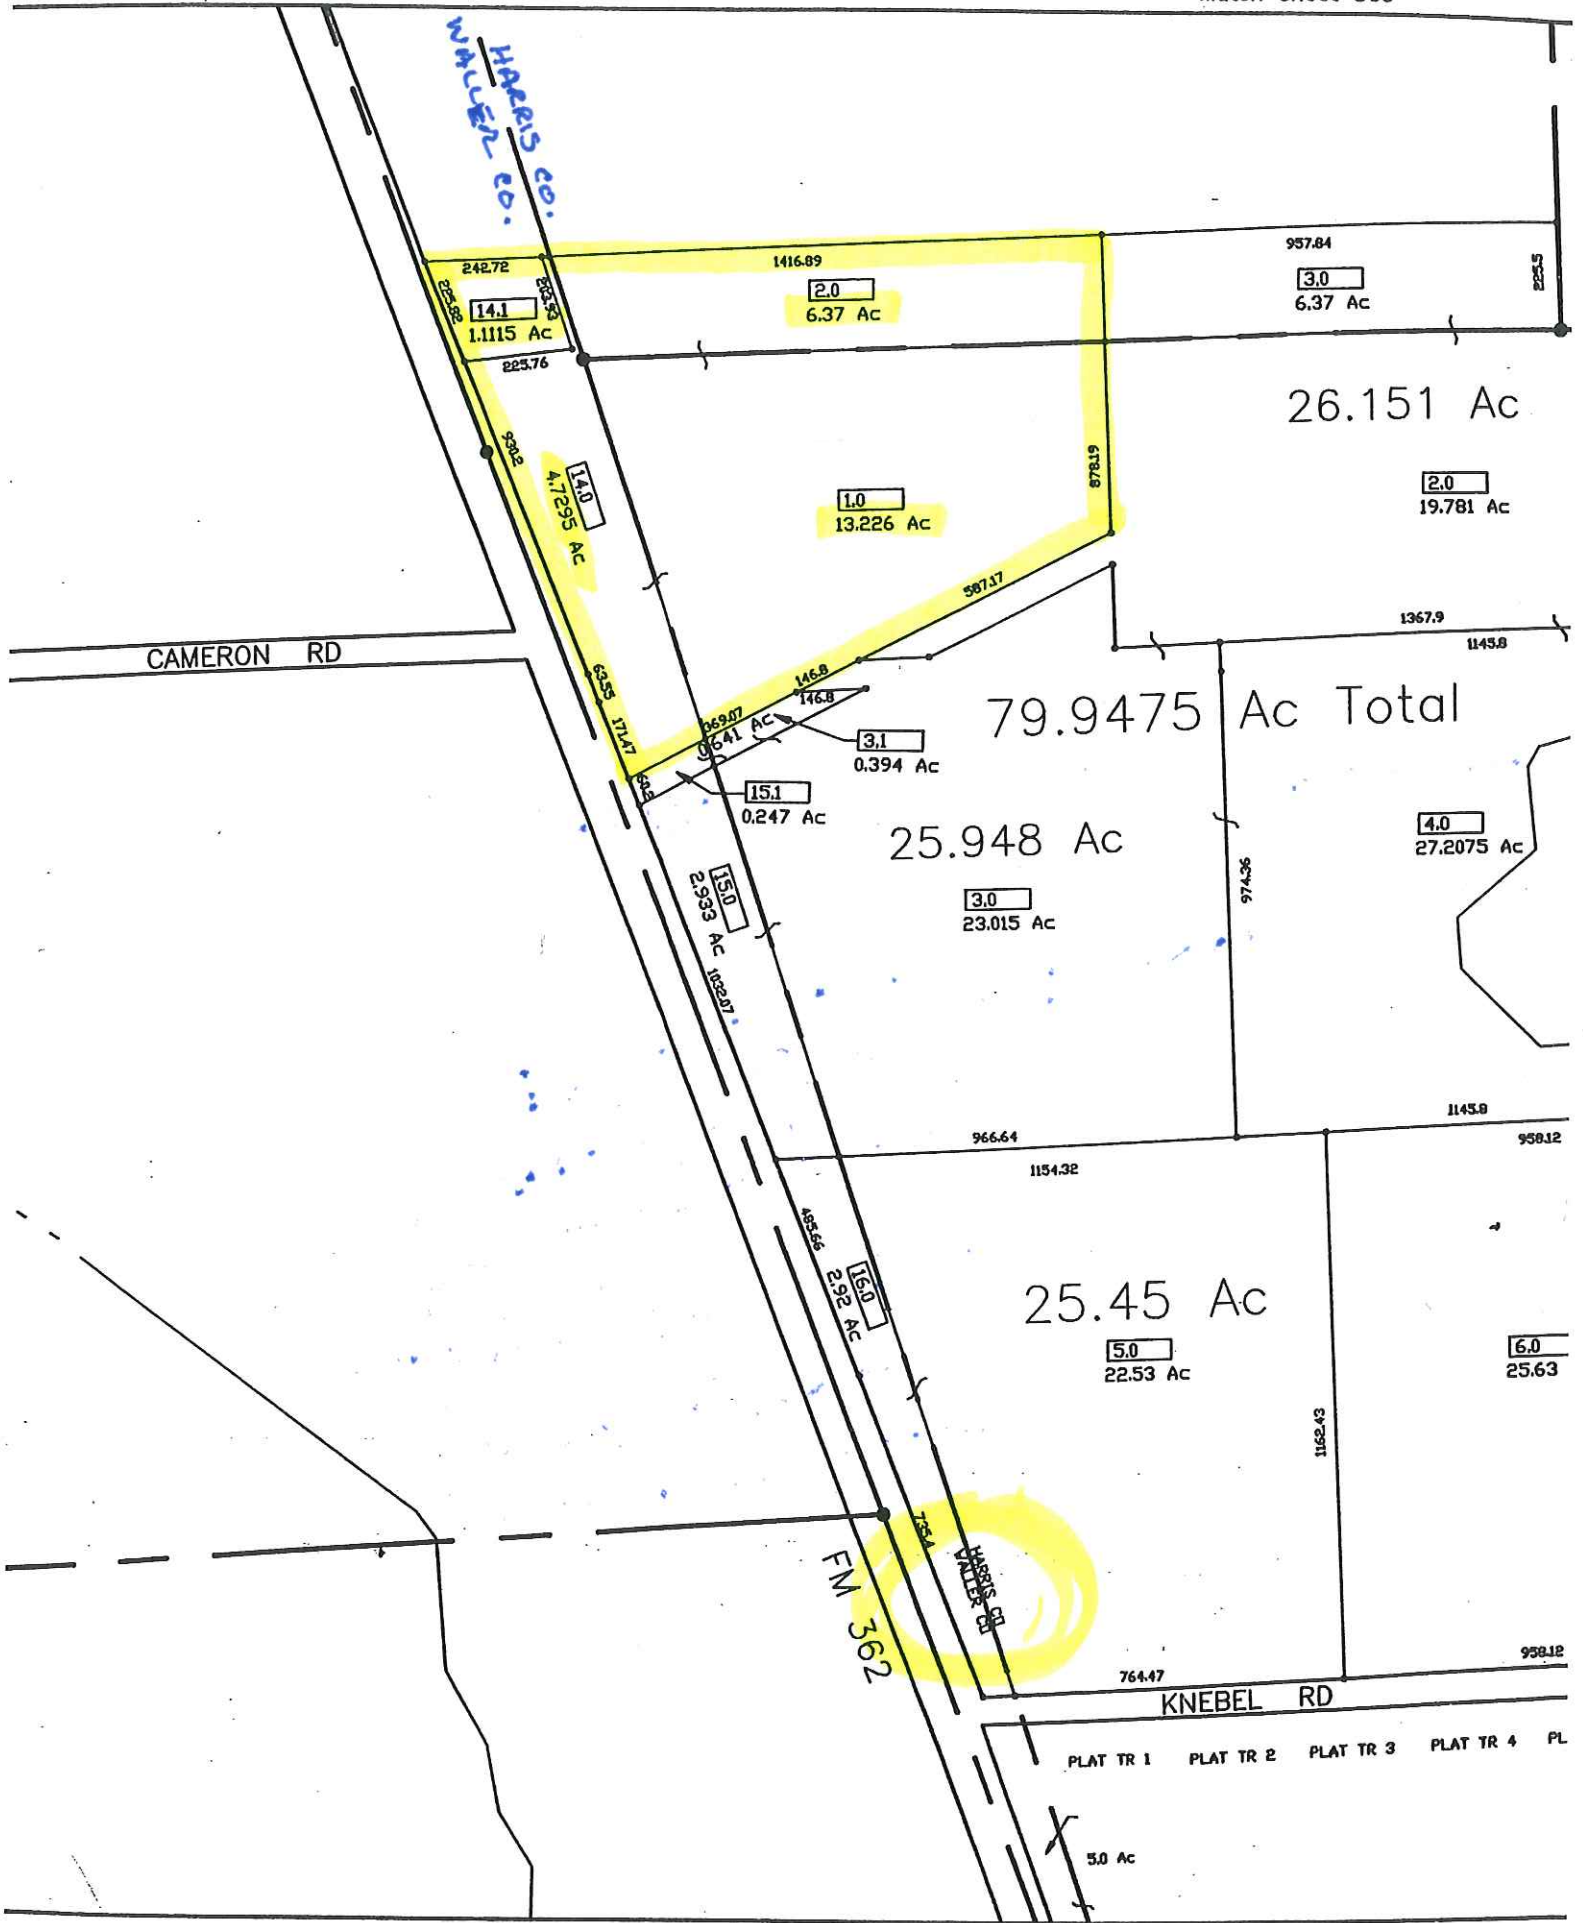 HARRIS CO.
WALLER CO.
242.72
1416.89
957.84
225.5
225.82
14.1
1.1115 Ac
2.0
6.37 Ac
3.0
6.37 Ac
225.76
26.151 Ac
930.2
14.0
4.7295 Ac
1.0
13.226 Ac
878.19
2.0
19.781 Ac
587.17
1367.9
1145.8
CAMERON RD
63.55
171.47
146.8
146.8
369.07
0.641 Ac
79.9475 Ac Total
3.1
0.394 Ac
60.2
15.1
0.247 Ac
25.948 Ac
4.0
27.2075 Ac
15.0
2.933 Ac
3.0
23.015 Ac
974.36
1032.07
966.64
1154.32
1145.8
958.12
485.66
16.0
2.92 Ac
25.45 Ac
5.0
22.53 Ac
6.0
25.63
1162.43
735.4
HARRIS CO
WALLER CO
FM 362
764.47
958.12
KNEBEL RD
PLAT TR 1
PLAT TR 2
PLAT TR 3
PLAT TR 4
PL
5.0 Ac